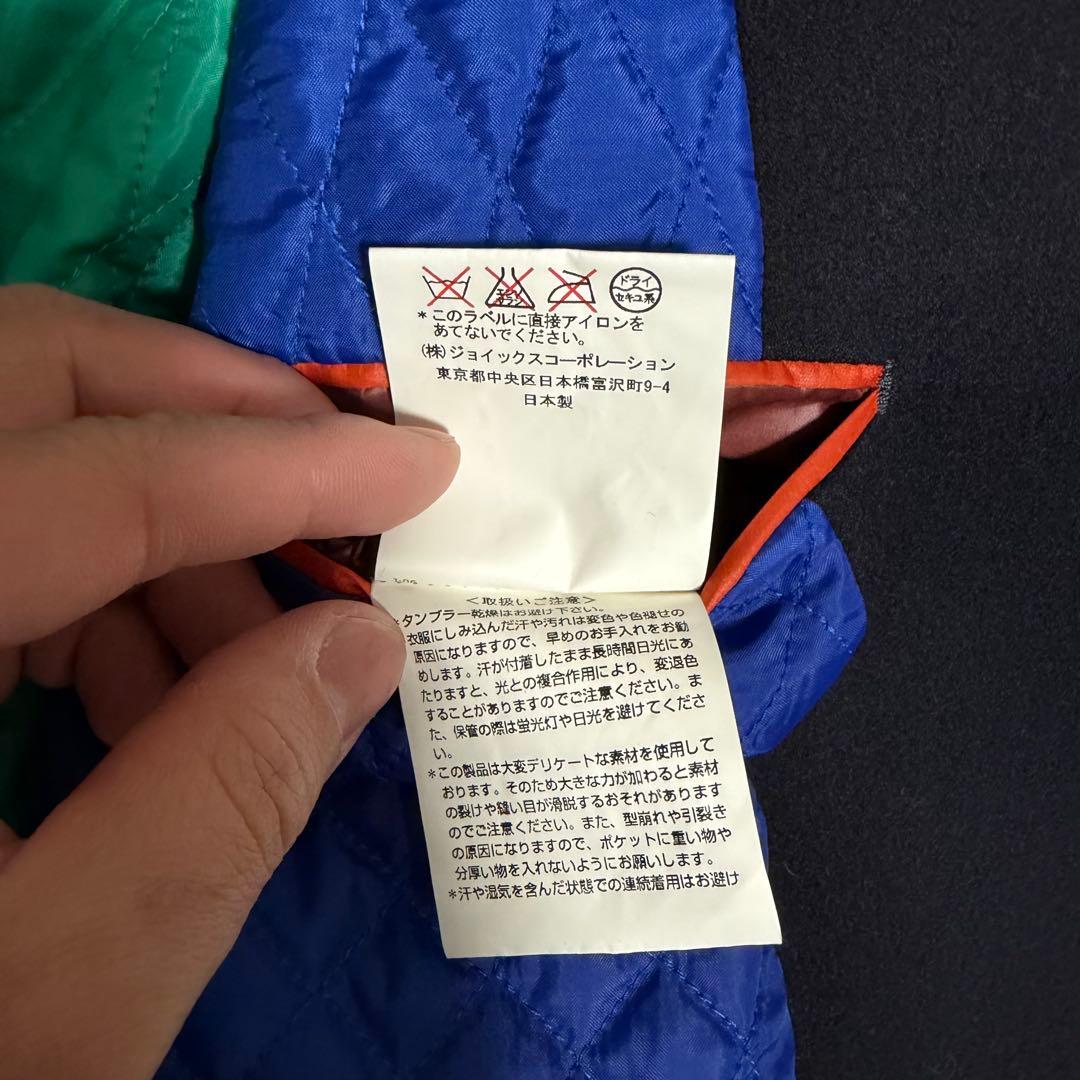 エンソ
サラシ
ドライ
セキユ系
*このラベルに直接アイロンを
あてないでください。
(株)ジョイックスコーポレーション
東京都中央区日本橋富沢町9-4
日本製
<取扱いご注意>
*タンブラー乾燥はお避け下さい。
衣服にしみ込んだ汗や汚れは変色や色褪せの
原因になりますので、早めのお手入れをお勧
めします。汗が付着したまま長時間日光にあ
たりますと、光との複合作用により、変退色
することがありますのでご注意ください。ま
た、保管の際は蛍光灯や日光を避けてくださ
い。
*この製品は大変デリケートな素材を使用して
おります。そのため大きな力が加わると素材
の裂けや縫い目が滑脱するおそれがあります
のでご注意ください。また、型崩れや引裂き
の原因になりますので、ポケットに重い物や
分厚い物を入れないようにお願いします。
*汗や湿気を含んだ状態での連続着用はお避け